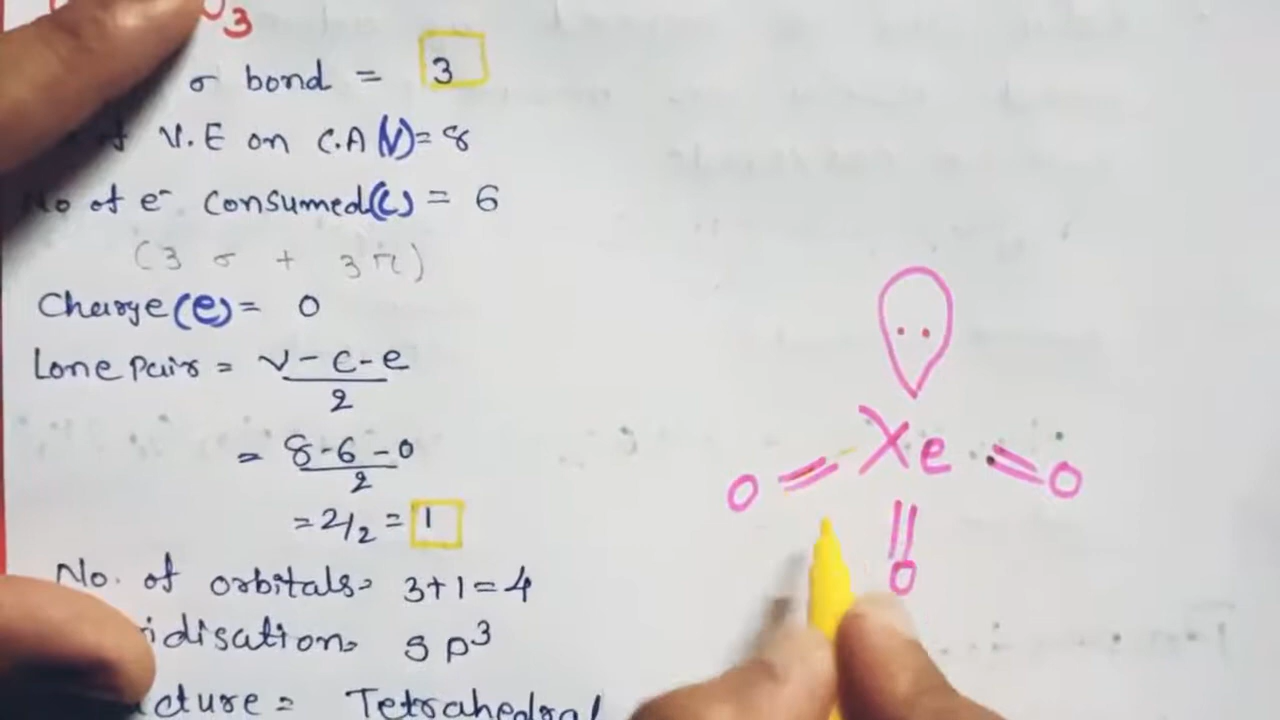 3
σ bond = 3
V.E on C.A (V) = 8
No of e⁻ consumed (C) = 6
(3 σ + 3 π)
Charge (e) = 0
Lone pair = V - C - e / 2
= 8 - 6 - 0 / 2
= 2/2 = 1
No. of orbitals = 3 + 1 = 4
idisation = sp³
cture = Tetrahedral
Xe
O
O
O